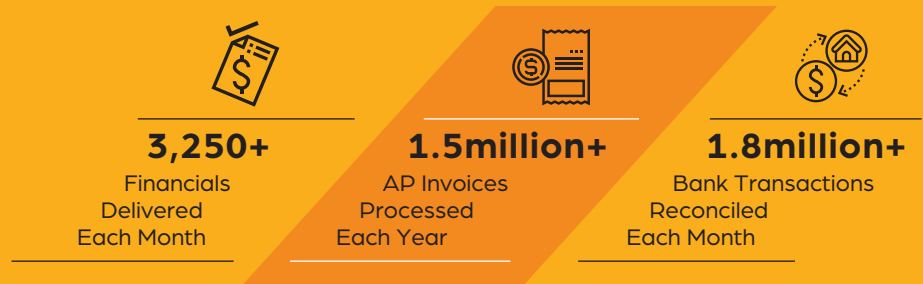 3,250+
Financials
Delivered
Each Month
1.5million+
AP Invoices
Processed
Each Year
1.8million+
Bank Transactions
Reconciled
Each Month